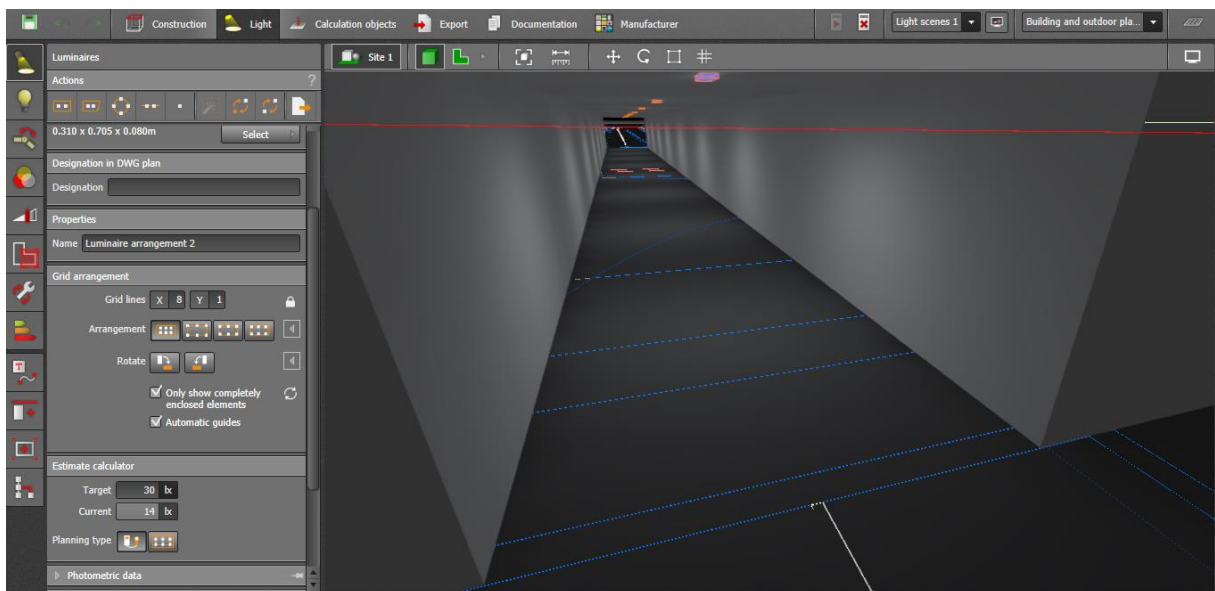 Construction Light Calculation objects Export Documentation Manufacturer Light scenes 1 Building and outdoor pla...
Luminaires
Site 1
Actions
?
0.310 x 0.705 x 0.080m Select
Designation in DWG plan
Designation
Properties
Name Luminaire arrangement 2
Grid arrangement
Grid lines X 8 Y 1
Arrangement
Rotate
Only show completely
enclosed elements
Automatic guides
Estimate calculator
Target 30 lx
Current 14 lx
Planning type
Photometric data